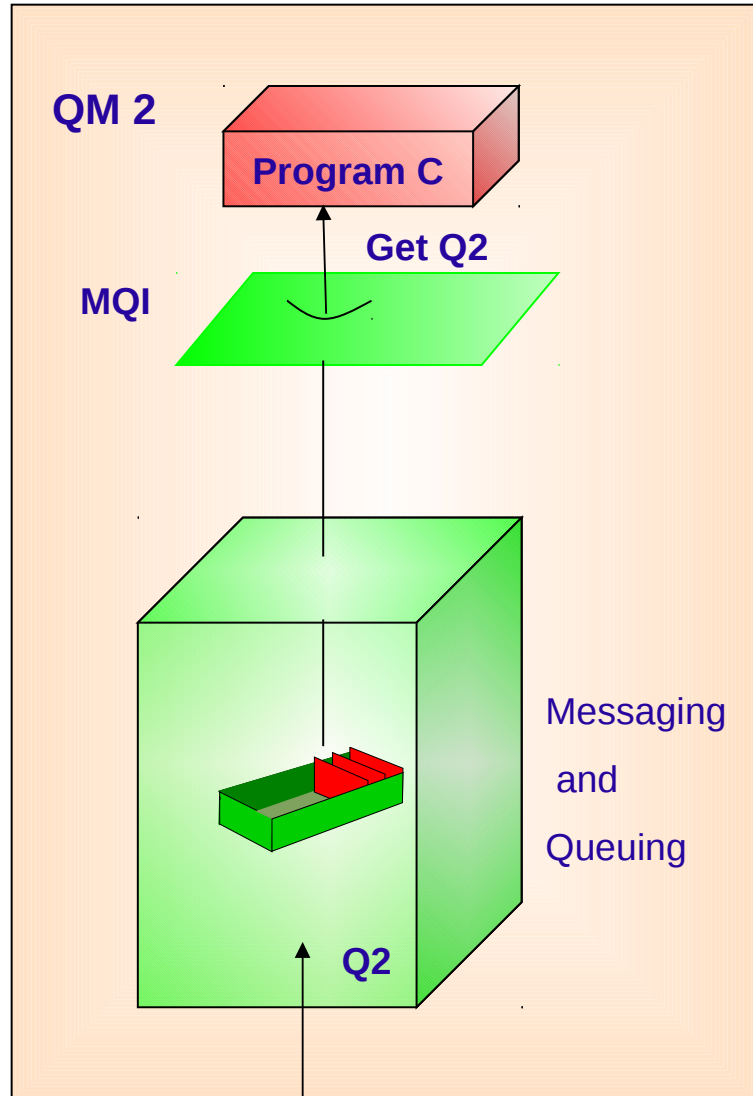 QM 2
Program C
Get Q2
MQI
Messaging
and
Queuing
Q2